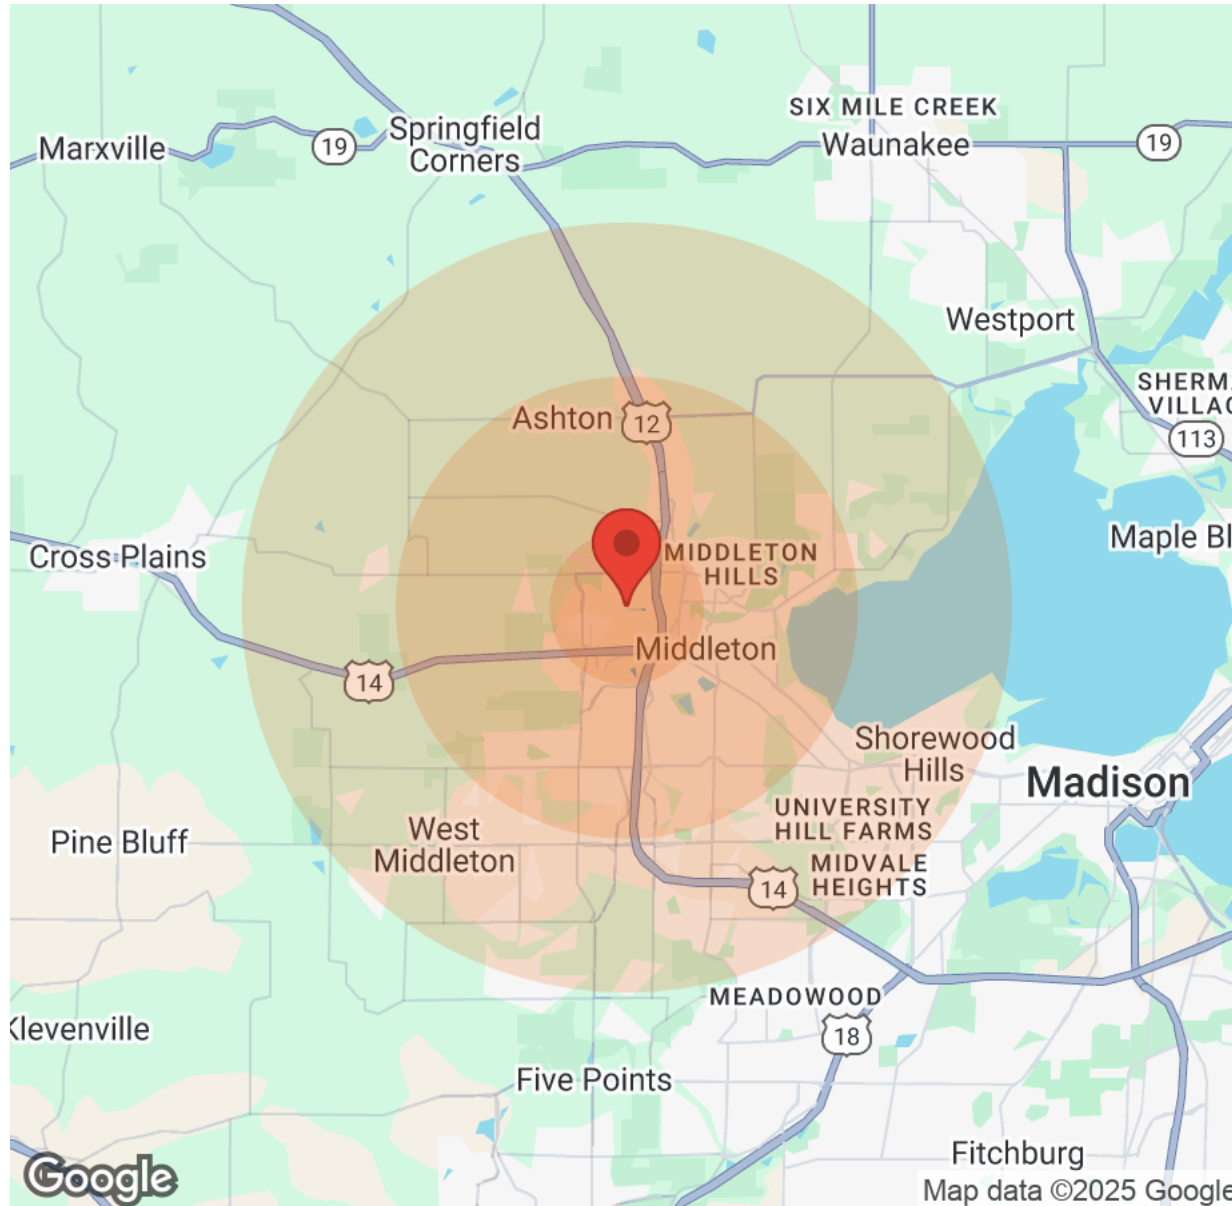 SIX MILE CREEK
Waunakee
19
Springfield
Corners
Marxville
19
Westport
SHERM
VILLAG
113
Ashton
12
Maple Bl
Cross Plains
MIDDLETON
HILLS
Middleton
14
Shorewood
Hills
Madison
UNIVERSITY
HILL FARMS
West
Middleton
Pine Bluff
MIDVALE
HEIGHTS
14
MEADOWOOD
18
Klevenville
Five Points
Fitchburg
Google
Map data ©2025 Google